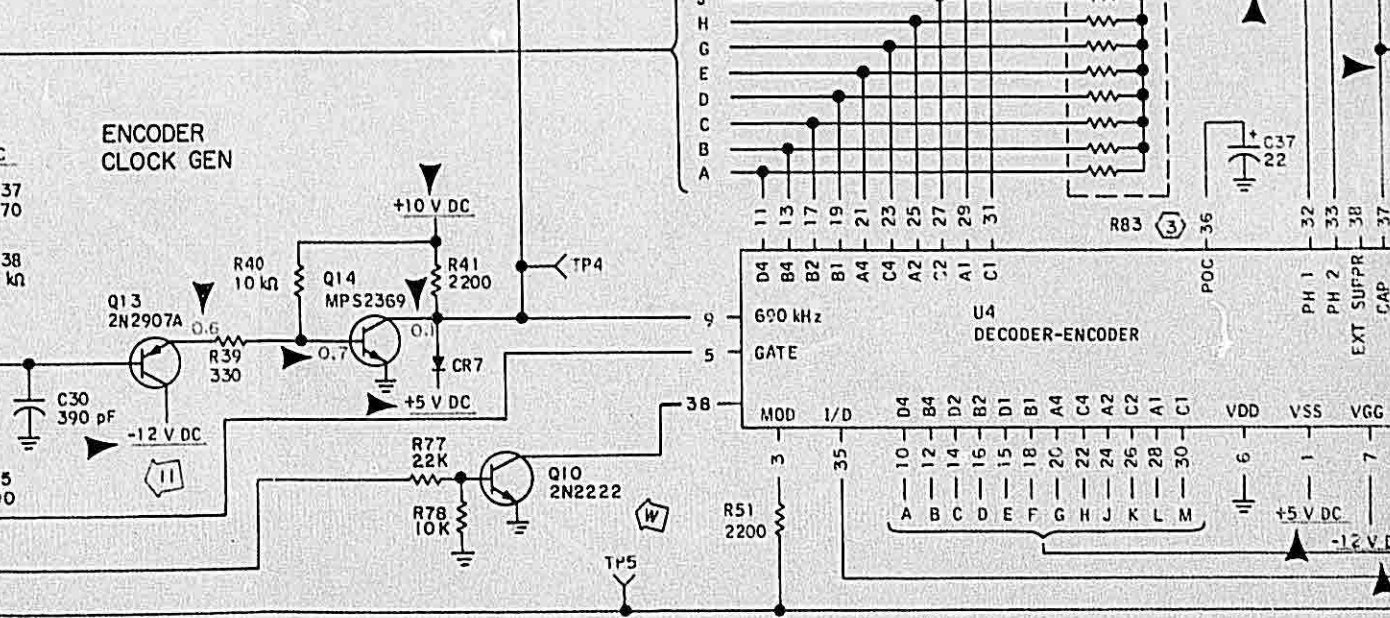 H
G
E
D
C
B
A
ENCODER
CLOCK GEN
37
70
38
kΩ
+10 V DC
R40
10 kΩ
Q14
MPS2369
R41
2200
TP4
Q13
2N2907A
0.6
R39
330
0.7
0.1
CR7
+5 V DC
C30
390 pF
-12 V DC
11
R77
22K
R78
10K
Q10
2N2222
W
TP5
11 13 17 19 21 23 25 27 29 31
R83 3 36
+ C37
22
32 33 38 37
D4 B4 B2 B1 A4 C4 A2 C2 A1 C1
POC
PH 1 PH 2 EXT SUPPR CAP
9 690 kHz
U4
DECODER-ENCODER
5 GATE
38
MOD I/D
D4 B4 D2 B2 D1 B1 A4 C4 A2 C2 A1 C1
VDD VSS VGG
3 35
10 12 14 16 15 18 20 22 24 26 28 30
6 1 7
A B C D E F G H J K L M
R51
2200
+5 V DC
-12 V D